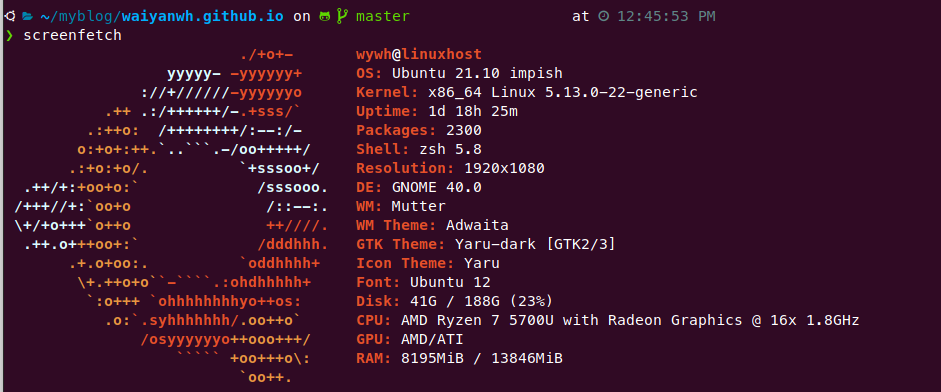 ~/myblog/waiyanwh.github.io on master at 12:45:53 PM
❯ screenfetch
./+o+- wywh@linuxhost
yyyyy- -yyyyyy+ OS: Ubuntu 21.10 impish
://+//////-yyyyyyo Kernel: x86_64 Linux 5.13.0-22-generic
.++ .:/++++++/-.+sss/` Uptime: 1d 18h 25m
.:++o: /++++++++/:--:/- Packages: 2300
o:+o+:++.`..```.-/oo+++++/ Shell: zsh 5.8
.:+o:+o/. `+sssoo+/ Resolution: 1920x1080
.++/+:+oo+o:` /sssooo. DE: GNOME 40.0
/+++//+:`oo+o /::--:. WM: Mutter
\+/+o+++`o++o ++////. WM Theme: Adwaita
.++.o+++oo+:` /dddhhh. GTK Theme: Yaru-dark [GTK2/3]
.+.o+oo:. `oddhhhh+ Icon Theme: Yaru
\+.++o+o``-````.:ohdhhhhh+ Font: Ubuntu 12
`:o+++ `ohhhhhhhhyo++os: Disk: 41G / 188G (23%)
.o:`.syhhhhhhh/.oo++o` CPU: AMD Ryzen 7 5700U with Radeon Graphics @ 16x 1.8GHz
/osyyyyyyo++ooo+++/ GPU: AMD/ATI
````` +oo+++o\: RAM: 8195MiB / 13846MiB
`oo++.